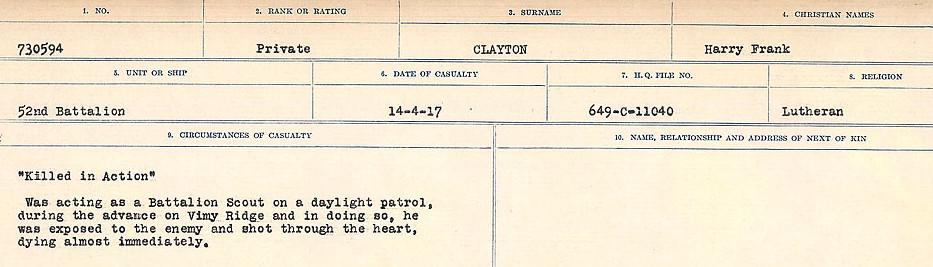 1. NO. 2. RANK OR RATING 3. SURNAME 4. CHRISTIAN NAMES
730594 Private CLAYTON Harry Frank
5. UNIT OR SHIP 6. DATE OF CASUALTY 7. H.Q. FILE NO. 8. RELIGION
52nd Battalion 14-4-17 649-C-11040 Lutheran
9. CIRCUMSTANCES OF CASUALTY 10. NAME, RELATIONSHIP AND ADDRESS OF NEXT OF KIN
"Killed in Action"
Was acting as a Battalion Scout on a daylight patrol,
during the advance on Vimy Ridge and in doing so, he
was exposed to the enemy and shot through the heart,
dying almost immediately.